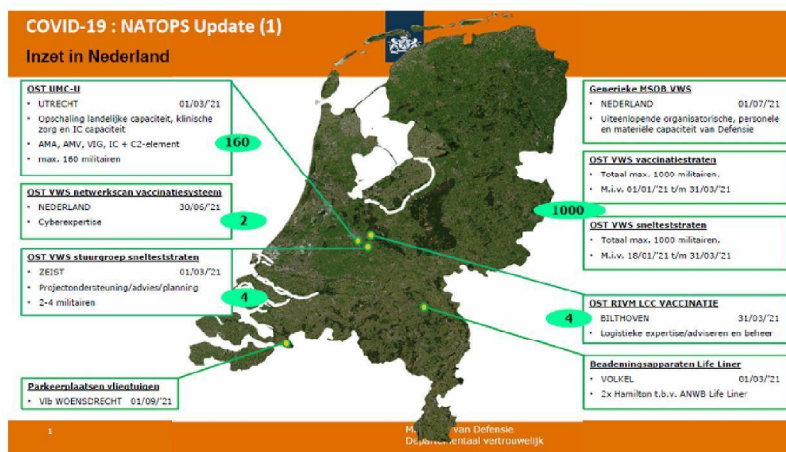 COVID-19 : NATOPS Update (1)
Inzet in Nederland
OST UMC-U
• UTRECHT 01/03/'21
• Opschaling landelijke capaciteit, klinische
zorg en IC capaciteit
• AMA, AMV, VIG, IC + C2-element
• max. 160 militairen
160
OST VWS netwerkscan vaccinatiesysteem
• NEDERLAND 30/06/'21
• Cyberexpertise
2
OST VWS stuurgroep snelteststraten
• ZEIST 01/03/'21
• Projectondersteuning/advies/planning
• 2-4 militairen
4
Parkeerplaatsen vliegtuigen
• Vlb WOENSDRECHT 01/09/'21
Generieke MSOB VWS
• NEDERLAND 01/07/'21
• Uiteenlopende organisatorische, personele
en materiële capaciteit van Defensie
OST VWS vaccinatiestraten
• Totaal max. 1000 militairen.
• M.i.v. 01/01/'21 t/m 31/03/'21
1000
OST VWS snelteststraten
• Totaal max. 1000 militairen.
• M.i.v. 18/01/'21 t/m 31/03/'21
OST RIVM LCC VACCINATIE
• BILTHOVEN 31/03/'21
• Logistieke expertise/adviseren en beheer
4
Beademingsapparaten Life Liner
• VOLKEL 01/03/'21
• 2x Hamilton t.b.v. ANWB Life Liner
1
van Defensie
Departementaal vertrouwelijk